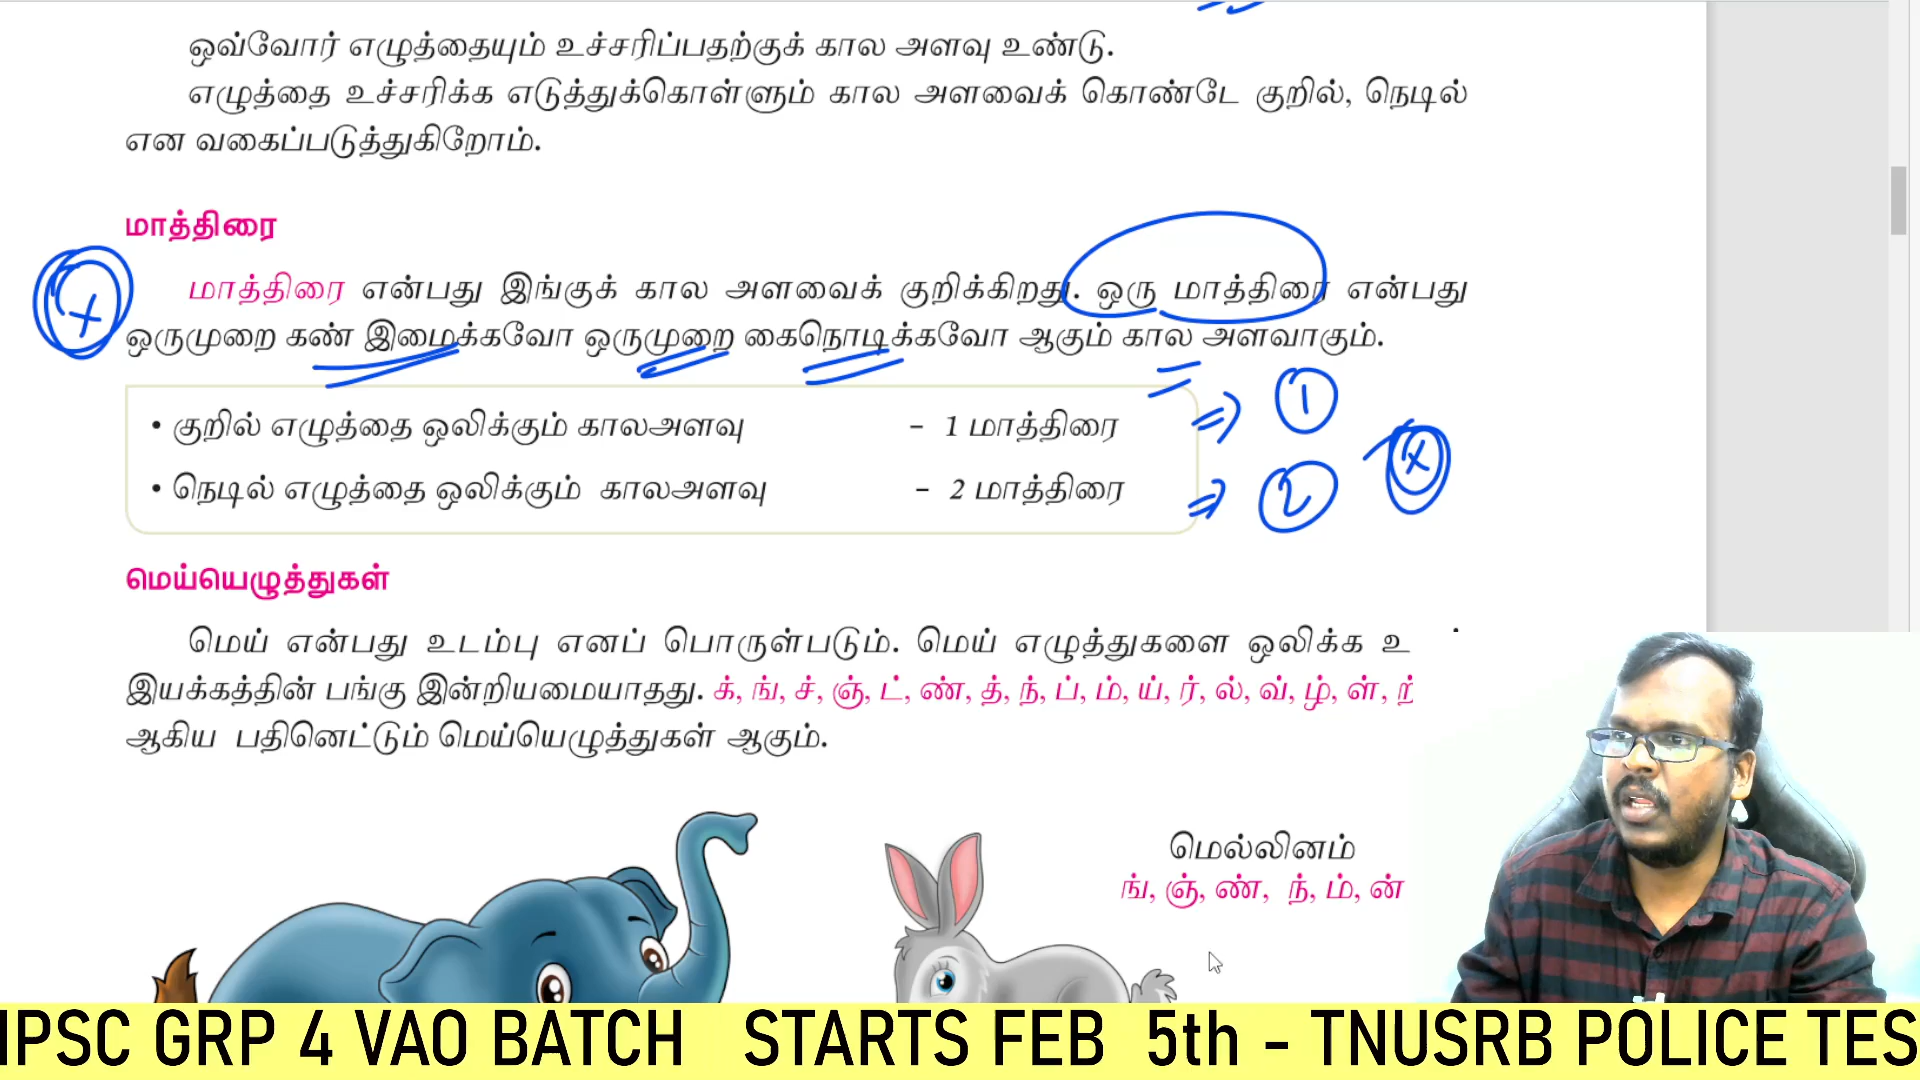 ஒவ்வோர் எழுத்தையும் உச்சரிப்பதற்குக் கால அளவு உண்டு.
எழுத்தை உச்சரிக்க எடுத்துக்கொள்ளும் கால அளவைக் கொண்டே குறில், நெடில்
என வகைப்படுத்துகிறோம்.
மாத்திரை
மாத்திரை என்பது இங்குக் கால அளவைக் குறிக்கிறது. ஒரு மாத்திரை என்பது
ஒருமுறை கண் இமைக்கவோ ஒருமுறை கைநொடிக்கவோ ஆகும் கால அளவாகும்.
• குறில் எழுத்தை ஒலிக்கும் காலஅளவு - 1 மாத்திரை ⇒ 1
• நெடில் எழுத்தை ஒலிக்கும் காலஅளவு - 2 மாத்திரை ⇒ 2
மெய்யெழுத்துகள்
மெய் என்பது உடம்பு எனப் பொருள்படும். மெய் எழுத்துகளை ஒலிக்க
இயக்கத்தின் பங்கு இன்றியமையாதது. க், ங், ச், ஞ், ட், ண், த், ந், ப், ம், ய், ர், ல், வ், ழ், ள், ற்
ஆகிய பதினெட்டும் மெய்யெழுத்துகள் ஆகும்.
மெல்லினம்
ங், ஞ், ண், ந், ம், ன்
IPSC GRP 4 VAO BATCH STARTS FEB 5th - TNUSRB POLICE TES